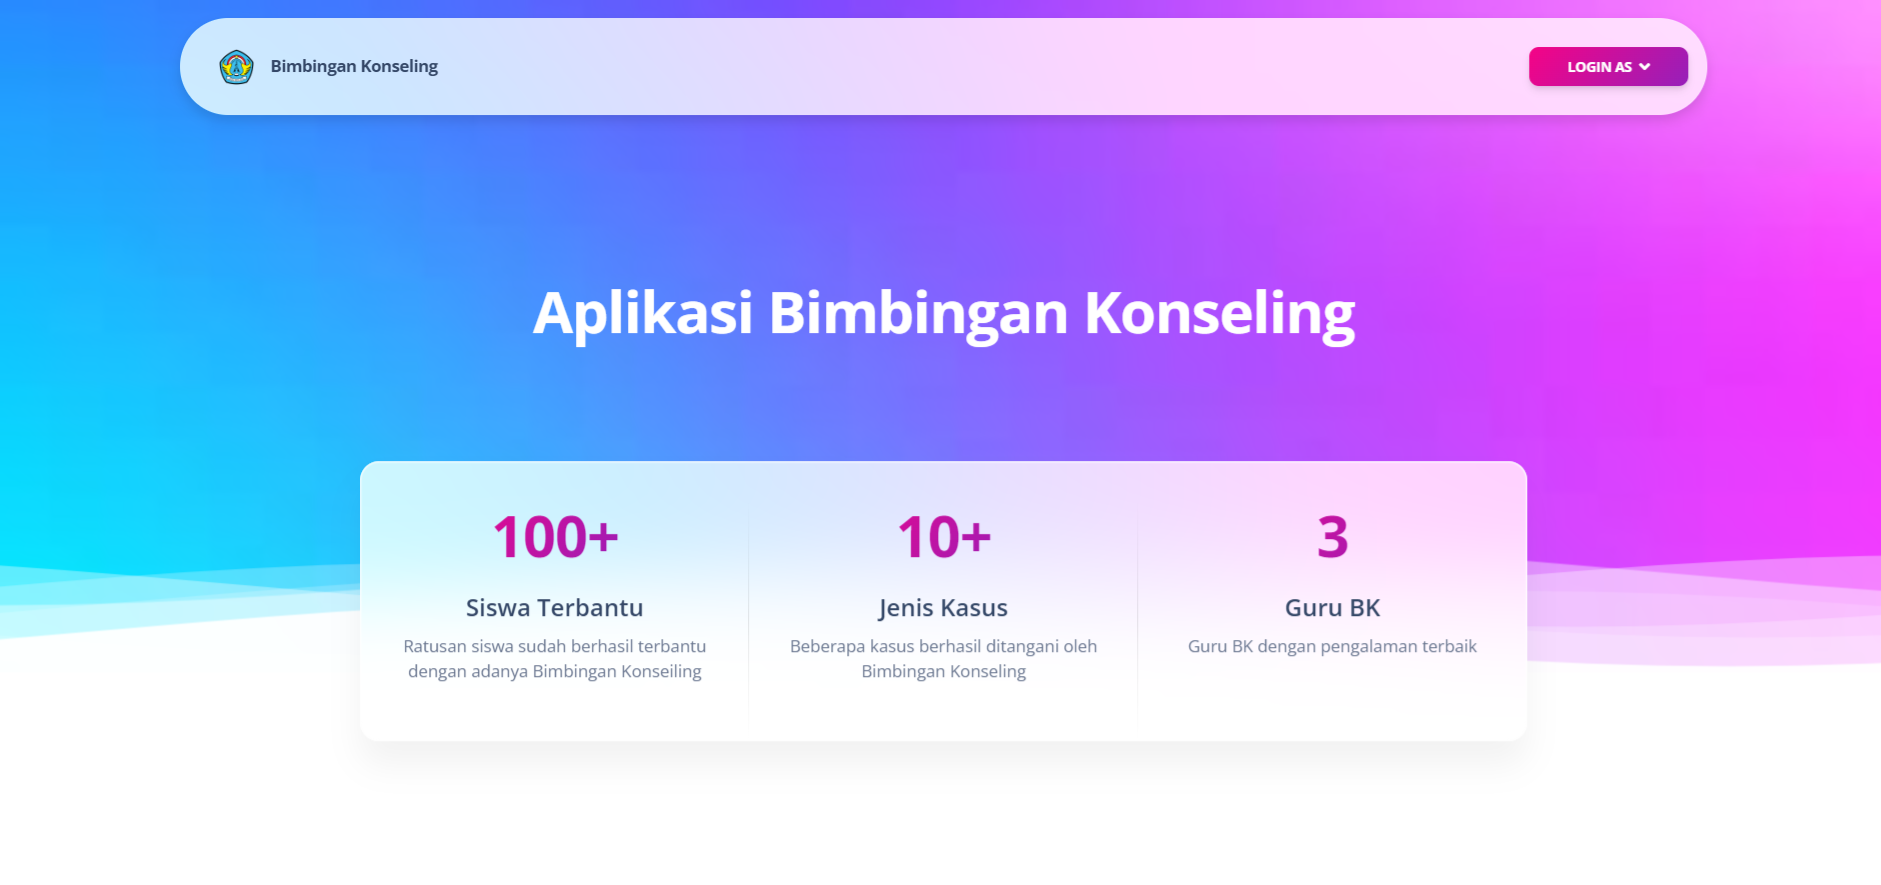 Bimbingan Konseling
LOGIN AS
Aplikasi Bimbingan Konseling
100+
Siswa Terbantu
Ratusan siswa sudah berhasil terbantu
dengan adanya Bimbingan Konseiling
10+
Jenis Kasus
Beberapa kasus berhasil ditangani oleh
Bimbingan Konseling
3
Guru BK
Guru BK dengan pengalaman terbaik